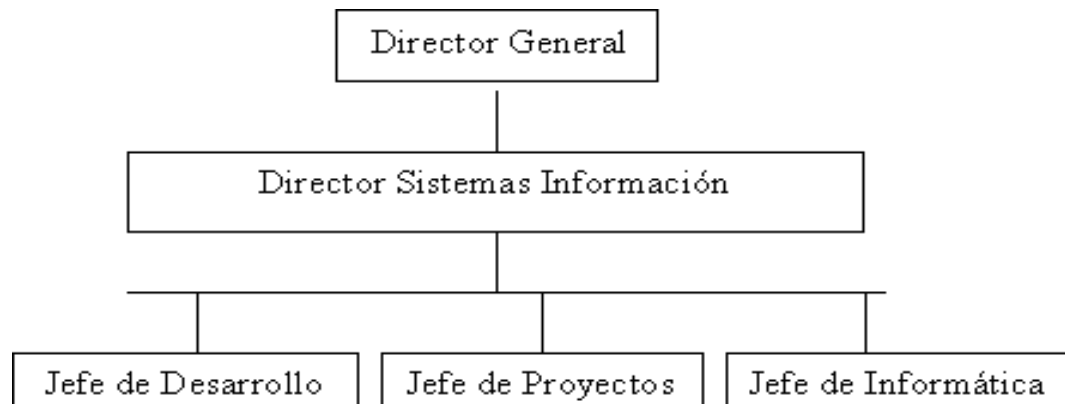 Director General
Director Sistemas Información
Jefe de Desarrollo
Jefe de Proyectos
Jefe de Informática